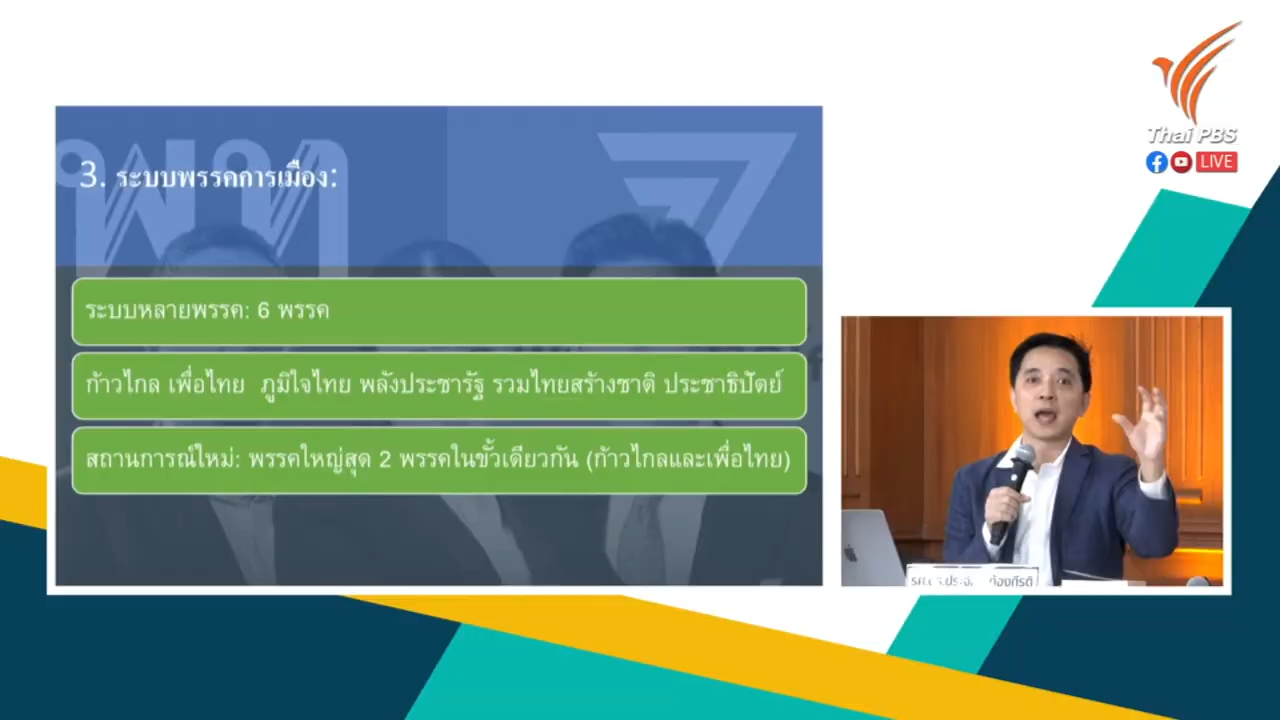 พท
3. ระบบพรรคการเมือง:
ระบบหลายพรรค: 6 พรรค
ก้าวไกล เพื่อไทย ภูมิใจไทย พลังประชารัฐ รวมไทยสร้างชาติ ประชาธิปัตย์
สถานการณ์ใหม่: พรรคใหญ่สุด 2 พรรคในขั้วเดียวกัน (ก้าวไกลและเพื่อไทย)
Thai PBS
LIVE